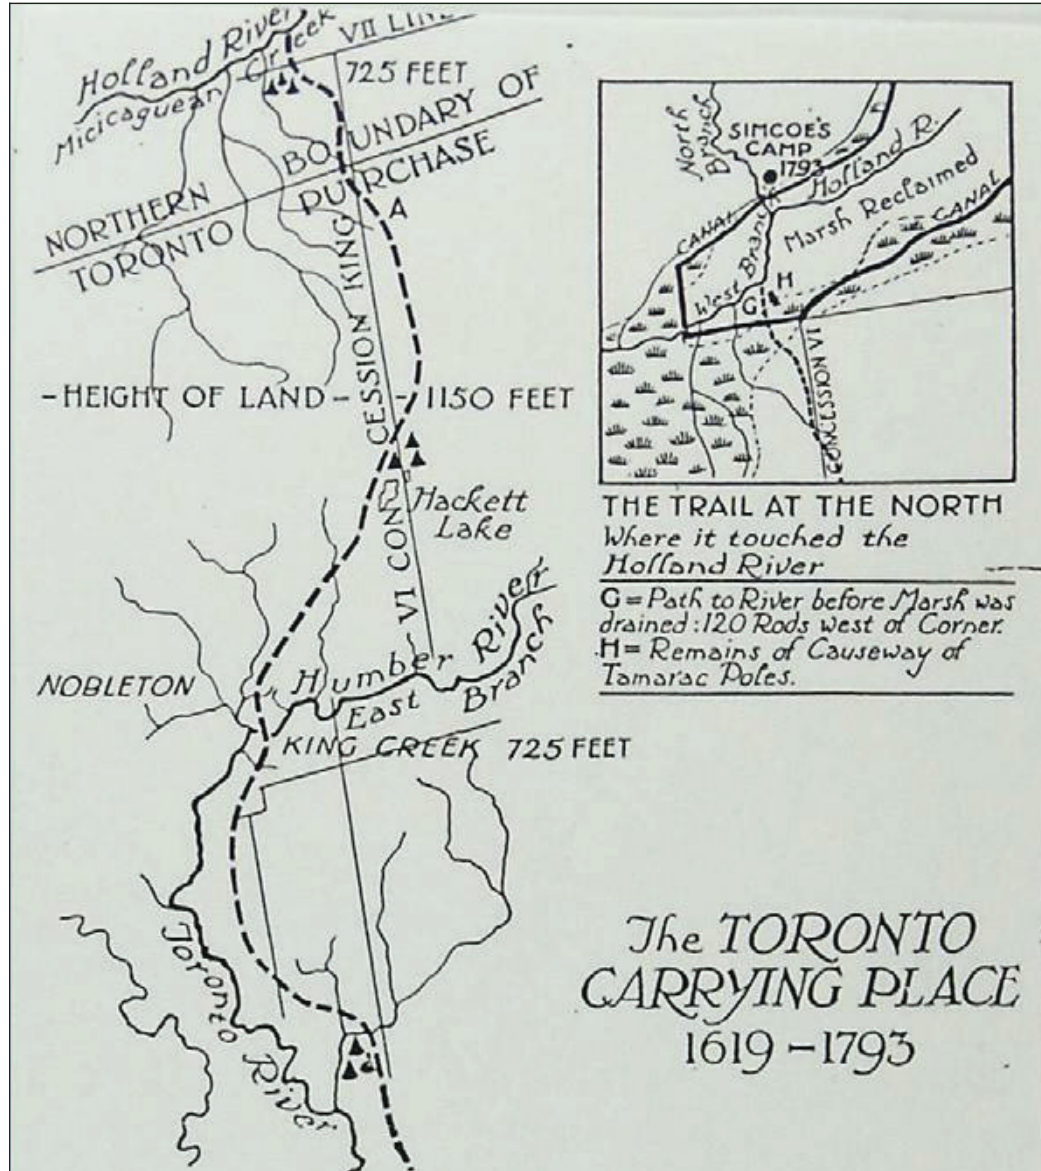 Holland River
Micicaguean Creek
VII LINE
725 FEET
NORTHERN BOUNDARY OF
TORONTO PURCHASE
A
VI CONCESSION KING
-HEIGHT OF LAND- -1150 FEET
Hackett
Lake
Humber River
East Branch
NOBLETON
KING CREEK 725 FEET
Toronto River
North
Branch
SIMCOE'S
CAMP
1793
Holland R.
CANAL
West Branch
Marsh Reclaimed
CANAL
G
H
CONCESSION VI
THE TRAIL AT THE NORTH
Where it touched the
Holland River
G = Path to River before Marsh was
drained: 120 Rods west of Corner.
H = Remains of Causeway of
Tamarac Poles.
The TORONTO
CARRYING PLACE
1619 – 1793